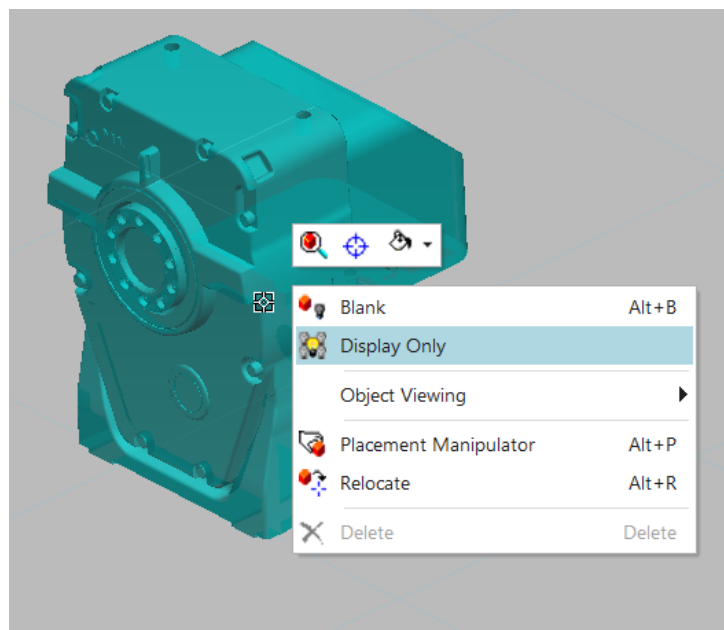 Blank Alt+B
Display Only
Object Viewing
Placement Manipulator Alt+P
Relocate Alt+R
Delete Delete